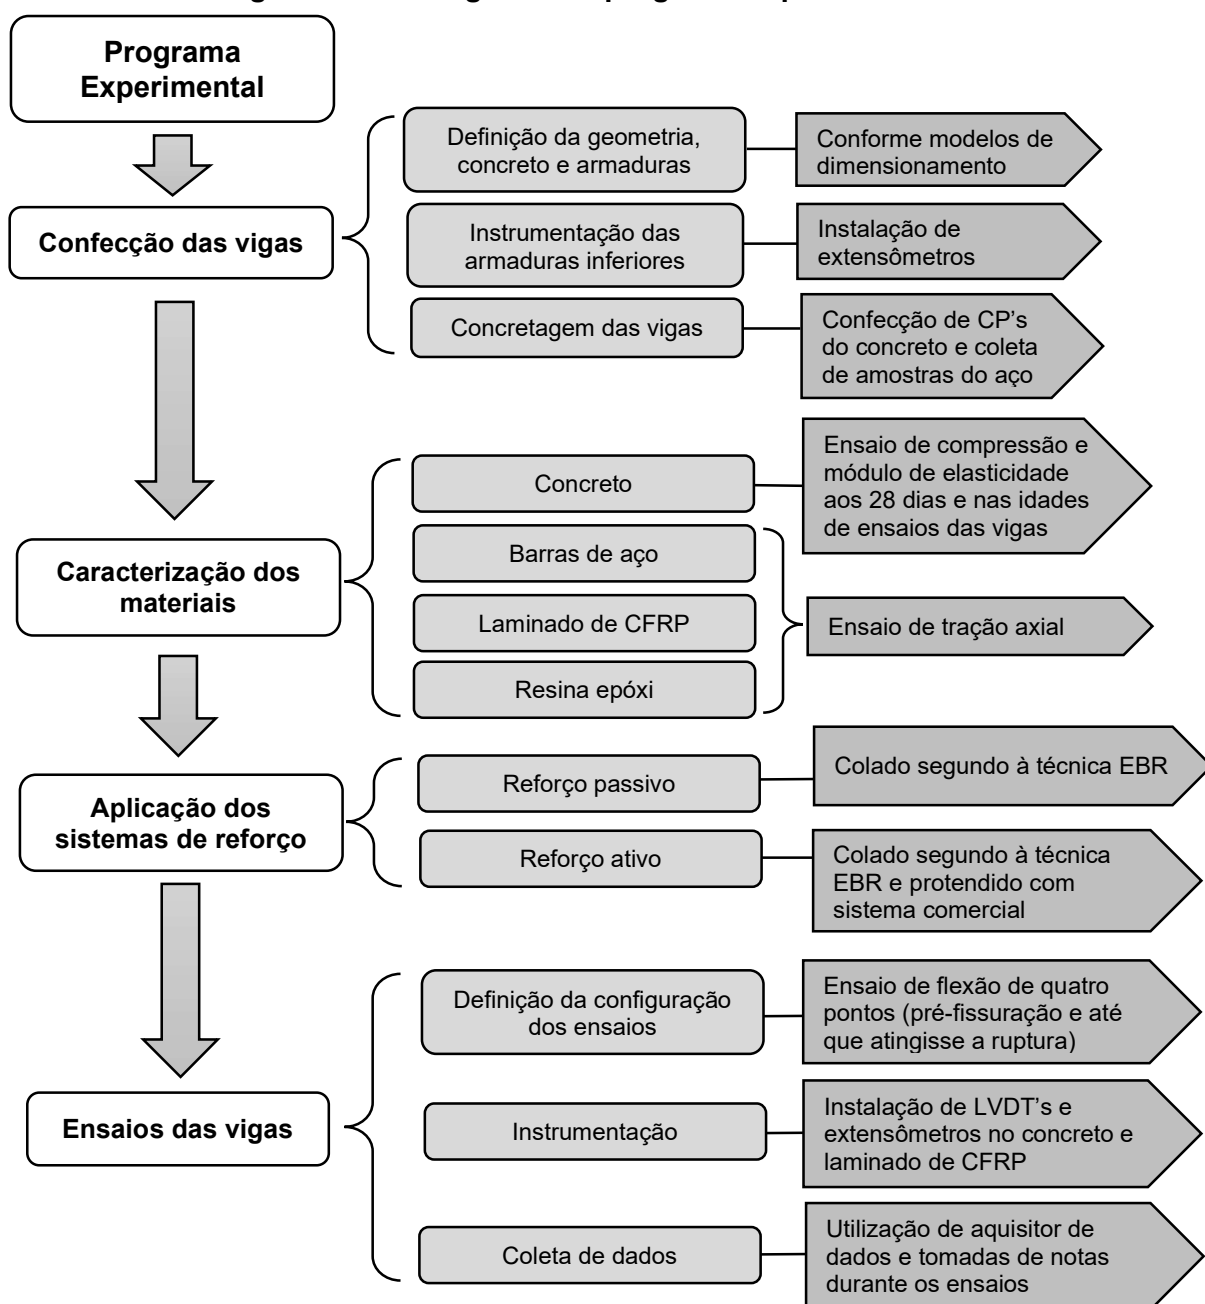 Programa
Experimental
Confecção das vigas
Definição da geometria,
concreto e armaduras
Conforme modelos de
dimensionamento
Instrumentação das
armaduras inferiores
Instalação de
extensômetros
Concretagem das vigas
Confecção de CP's
do concreto e coleta
de amostras do aço
Caracterização dos
materiais
Concreto
Ensaio de compressão e
módulo de elasticidade
aos 28 dias e nas idades
de ensaios das vigas
Barras de aço
Laminado de CFRP
Resina epóxi
Ensaio de tração axial
Aplicação dos
sistemas de reforço
Reforço passivo
Colado segundo à técnica EBR
Reforço ativo
Colado segundo à técnica
EBR e protendido com
sistema comercial
Ensaios das vigas
Definição da configuração
dos ensaios
Ensaio de flexão de quatro
pontos (pré-fissuração e até
que atingisse a ruptura)
Instrumentação
Instalação de LVDT's e
extensômetros no concreto e
laminado de CFRP
Coleta de dados
Utilização de aquisitor de
dados e tomadas de notas
durante os ensaios